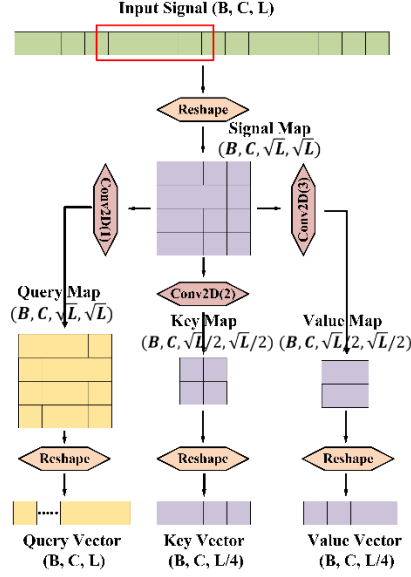 Input Signal (B, C, L)
Reshape
Signal Map
(B, C, √L, √L)
Conv2D(1)
Conv2D(3)
Conv2D(2)
Query Map
(B, C, √L, √L)
Key Map
(B, C, √L/2, √L/2)
Value Map
(B, C, √L/2, √L/2)
Reshape
Reshape
Reshape
Query Vector
(B, C, L)
Key Vector
(B, C, L/4)
Value Vector
(B, C, L/4)